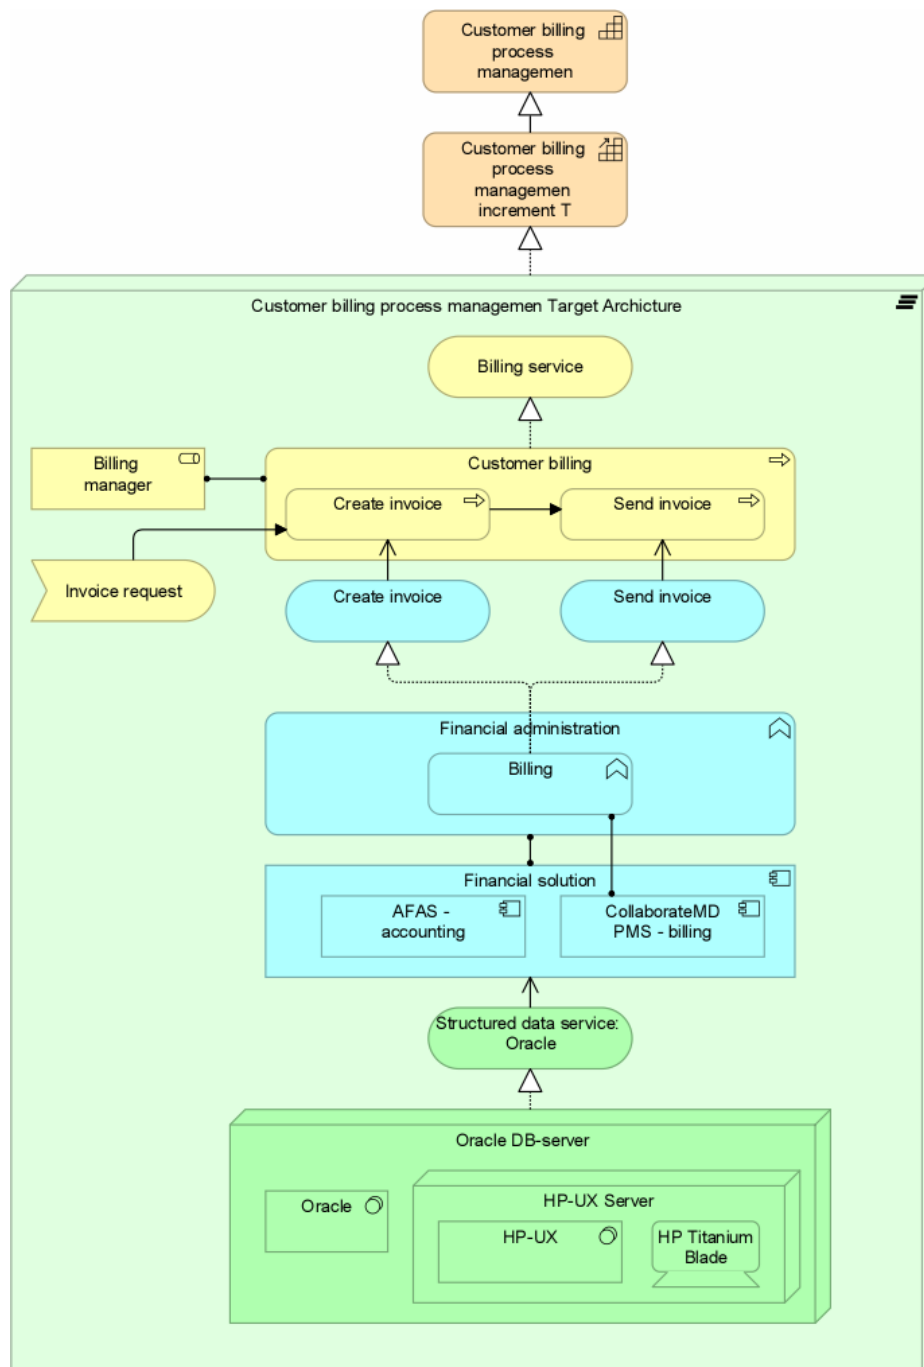 Customer billing
process
managemen
Customer billing
process
managemen
increment T
Customer billing process managemen Target Archicture
Billing service
Billing
manager
Customer billing
Create invoice
Send invoice
Invoice request
Create invoice
Send invoice
Financial administration
Billing
Financial solution
AFAS -
accounting
CollaborateMD
PMS - billing
Structured data service:
Oracle
Oracle DB-server
Oracle
HP-UX Server
HP-UX
HP Titanium
Blade